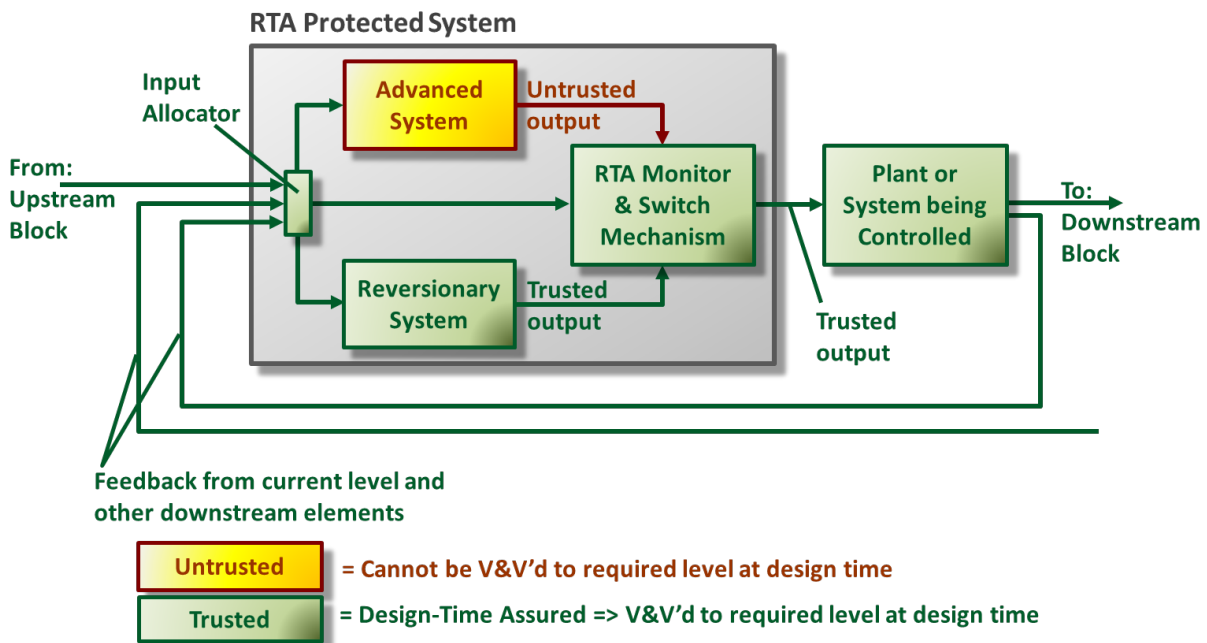 RTA Protected System
Input
Allocator
Advanced
System
Untrusted
output
From:
Upstream
Block
RTA Monitor
& Switch
Mechanism
Plant or
System being
Controlled
To:
Downstream
Block
Reversionary
System
Trusted
output
Trusted
output
Feedback from current level and
other downstream elements
Untrusted
= Cannot be V&V'd to required level at design time
Trusted
= Design-Time Assured => V&V'd to required level at design time